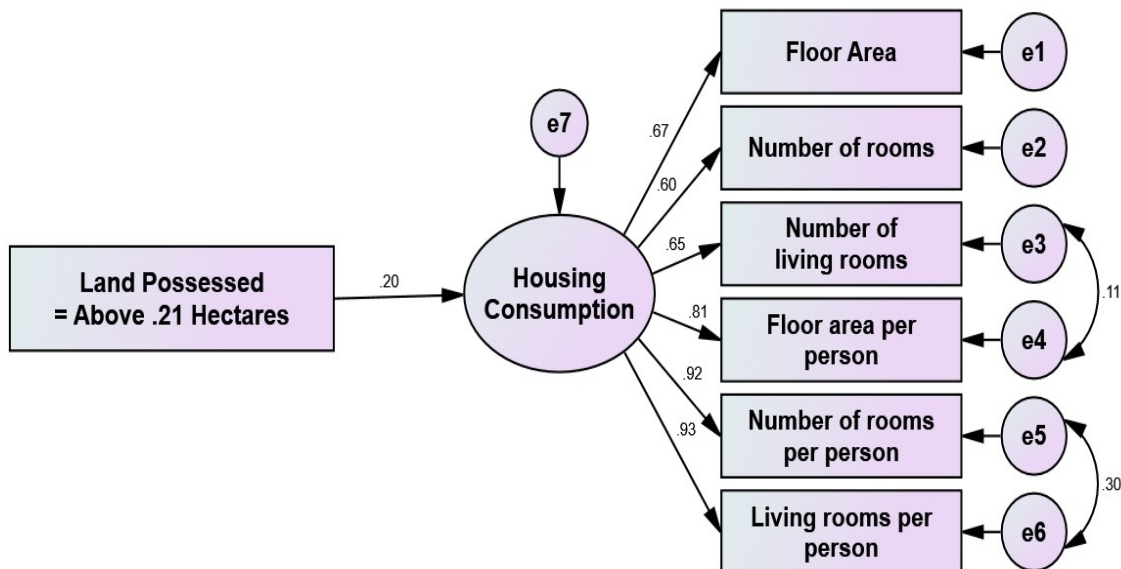 Floor Area
e1
e7
.67
Number of rooms
e2
.60
Number of
living rooms
e3
.65
Land Possessed
= Above .21 Hectares
.20
Housing
Consumption
.11
.81
Floor area per
person
e4
.92
Number of rooms
per person
e5
.93
.30
Living rooms per
person
e6